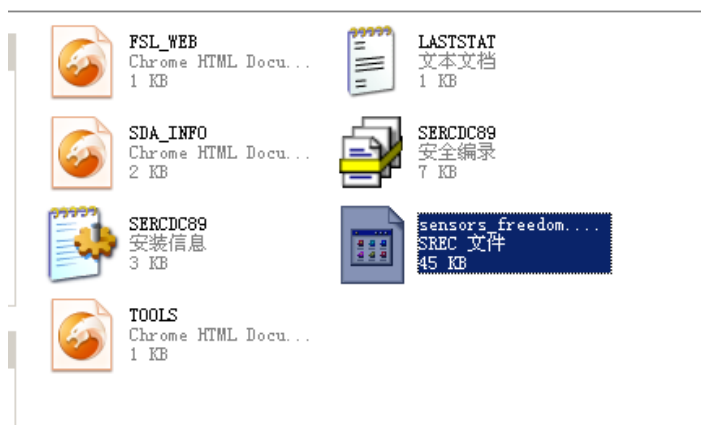 FSL_WEB
Chrome HTML Docu...
1 KB
LASTSTAT
文本文档
1 KB
SDA_INFO
Chrome HTML Docu...
2 KB
SERCDC89
安全编录
7 KB
SERCDC89
安装信息
3 KB
sensors_freedom....
SREC 文件
45 KB
TOOLS
Chrome HTML Docu...
1 KB